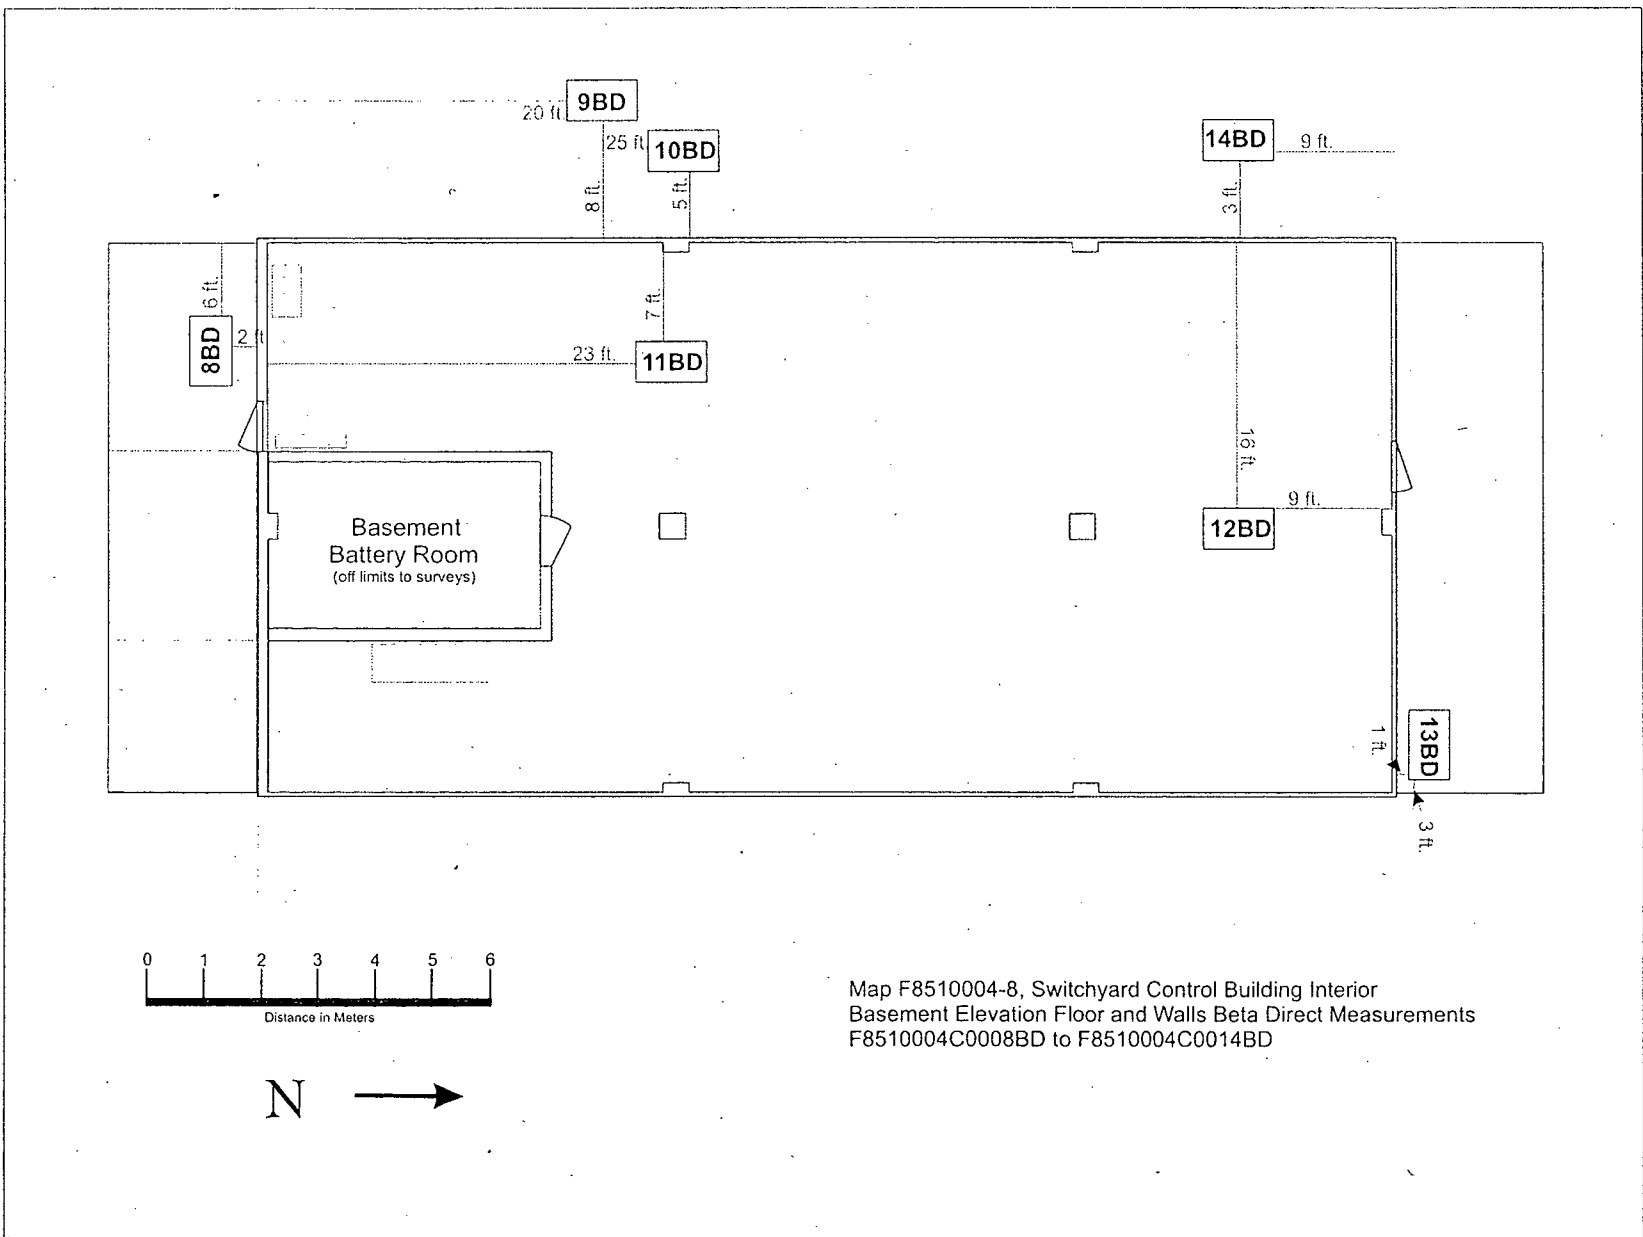 9BD
20 ft.
25 ft.
10BD
8 ft.
5 ft.
14BD
9 ft.
3 ft.
6 ft.
8BD
2 ft
7 ft.
23 ft.
11BD
16 ft.
9 ft.
12BD
Basement
Battery Room
(off limits to surveys)
1 ft.
13BD
3 ft.
0 1 2 3 4 5 6
Distance in Meters
N
Map F8510004-8, Switchyard Control Building Interior
Basement Elevation Floor and Walls Beta Direct Measurements
F8510004C0008BD to F8510004C0014BD